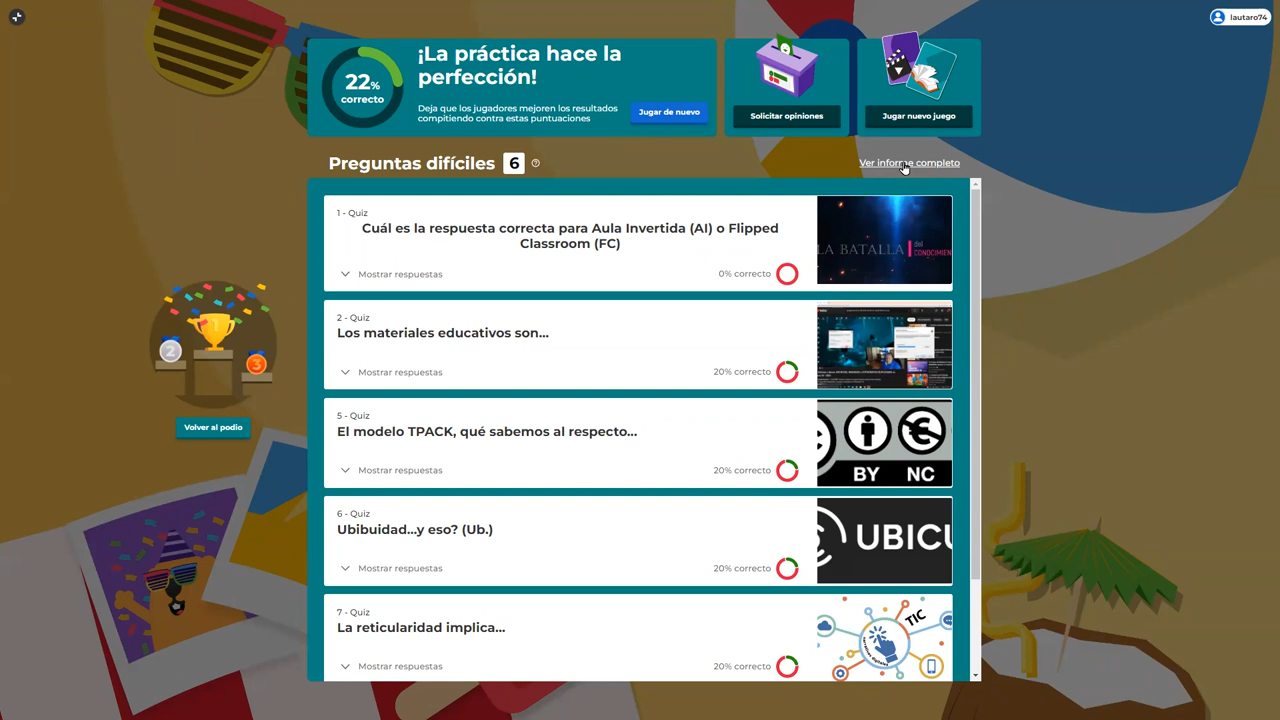 lautaro74
22%
correcto
¡La práctica hace la
perfección!
Deja que los jugadores mejoren los resultados
compitiendo contra estas puntuaciones
Jugar de nuevo
Solicitar opiniones
Jugar nuevo juego
Preguntas difíciles 6
Ver informe completo
1 - Quiz
Cuál es la respuesta correcta para Aula Invertida (AI) o Flipped
Classroom (FC)
Mostrar respuestas
0% correcto
LA BATALLA del
CONOCIMIEN
2 - Quiz
Los materiales educativos son...
Mostrar respuestas
20% correcto
5 - Quiz
El modelo TPACK, qué sabemos al respecto...
Mostrar respuestas
20% correcto
BY NC
6 - Quiz
Ubibuidad...y eso? (Ub.)
Mostrar respuestas
20% correcto
UBICU
7 - Quiz
La reticularidad implica...
Mostrar respuestas
20% correcto
TIC
1
2
3
Volver al podio